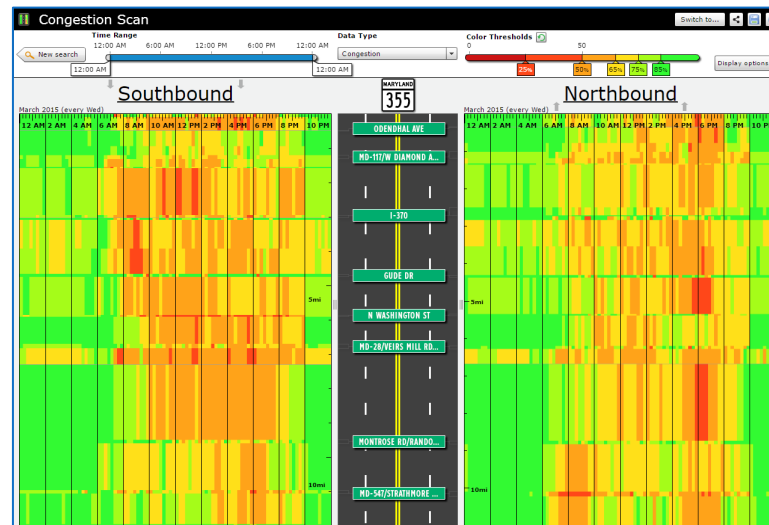 Congestion Scan
Switch to...
Time Range
Data Type
Color Thresholds
New search
12:00 AM 6:00 AM 12:00 PM 6:00 PM 12:00 AM
12:00 AM
12:00 AM
Congestion
0 50
25% 50% 65% 75% 85%
Display options
Southbound
MARYLAND
355
Northbound
March 2015 (every Wed)
March 2015 (every Wed)
12 AM 2 AM 4 AM 6 AM 8 AM 10 AM 12 PM 2 PM 4 PM 6 PM 8 PM 10 PM
12 AM 2 AM 4 AM 6 AM 8 AM 10 AM 12 PM 2 PM 4 PM 6 PM 8 PM 10 P
ODENDHAL AVE
MD-117/W DIAMOND A...
I-370
GUDE DR
5mi
5mi
N WASHINGTON ST
MD-28/VEIRS MILL RD...
MONTROSE RD/RANDO...
10mi
10mi
MD-547/STRATHMORE ...